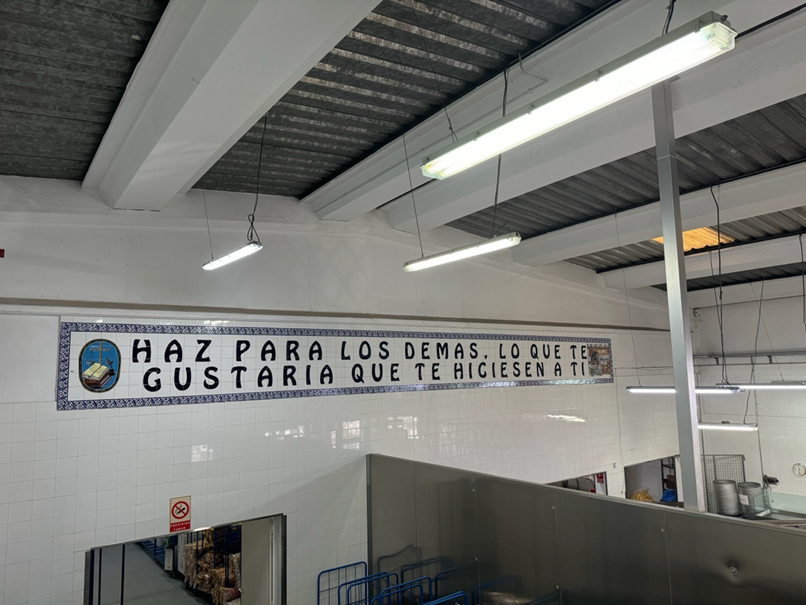 HAZ PARA LOS DEMAS, LO QUE TE
GUSTARIA QUE TE HICIESEN A TI